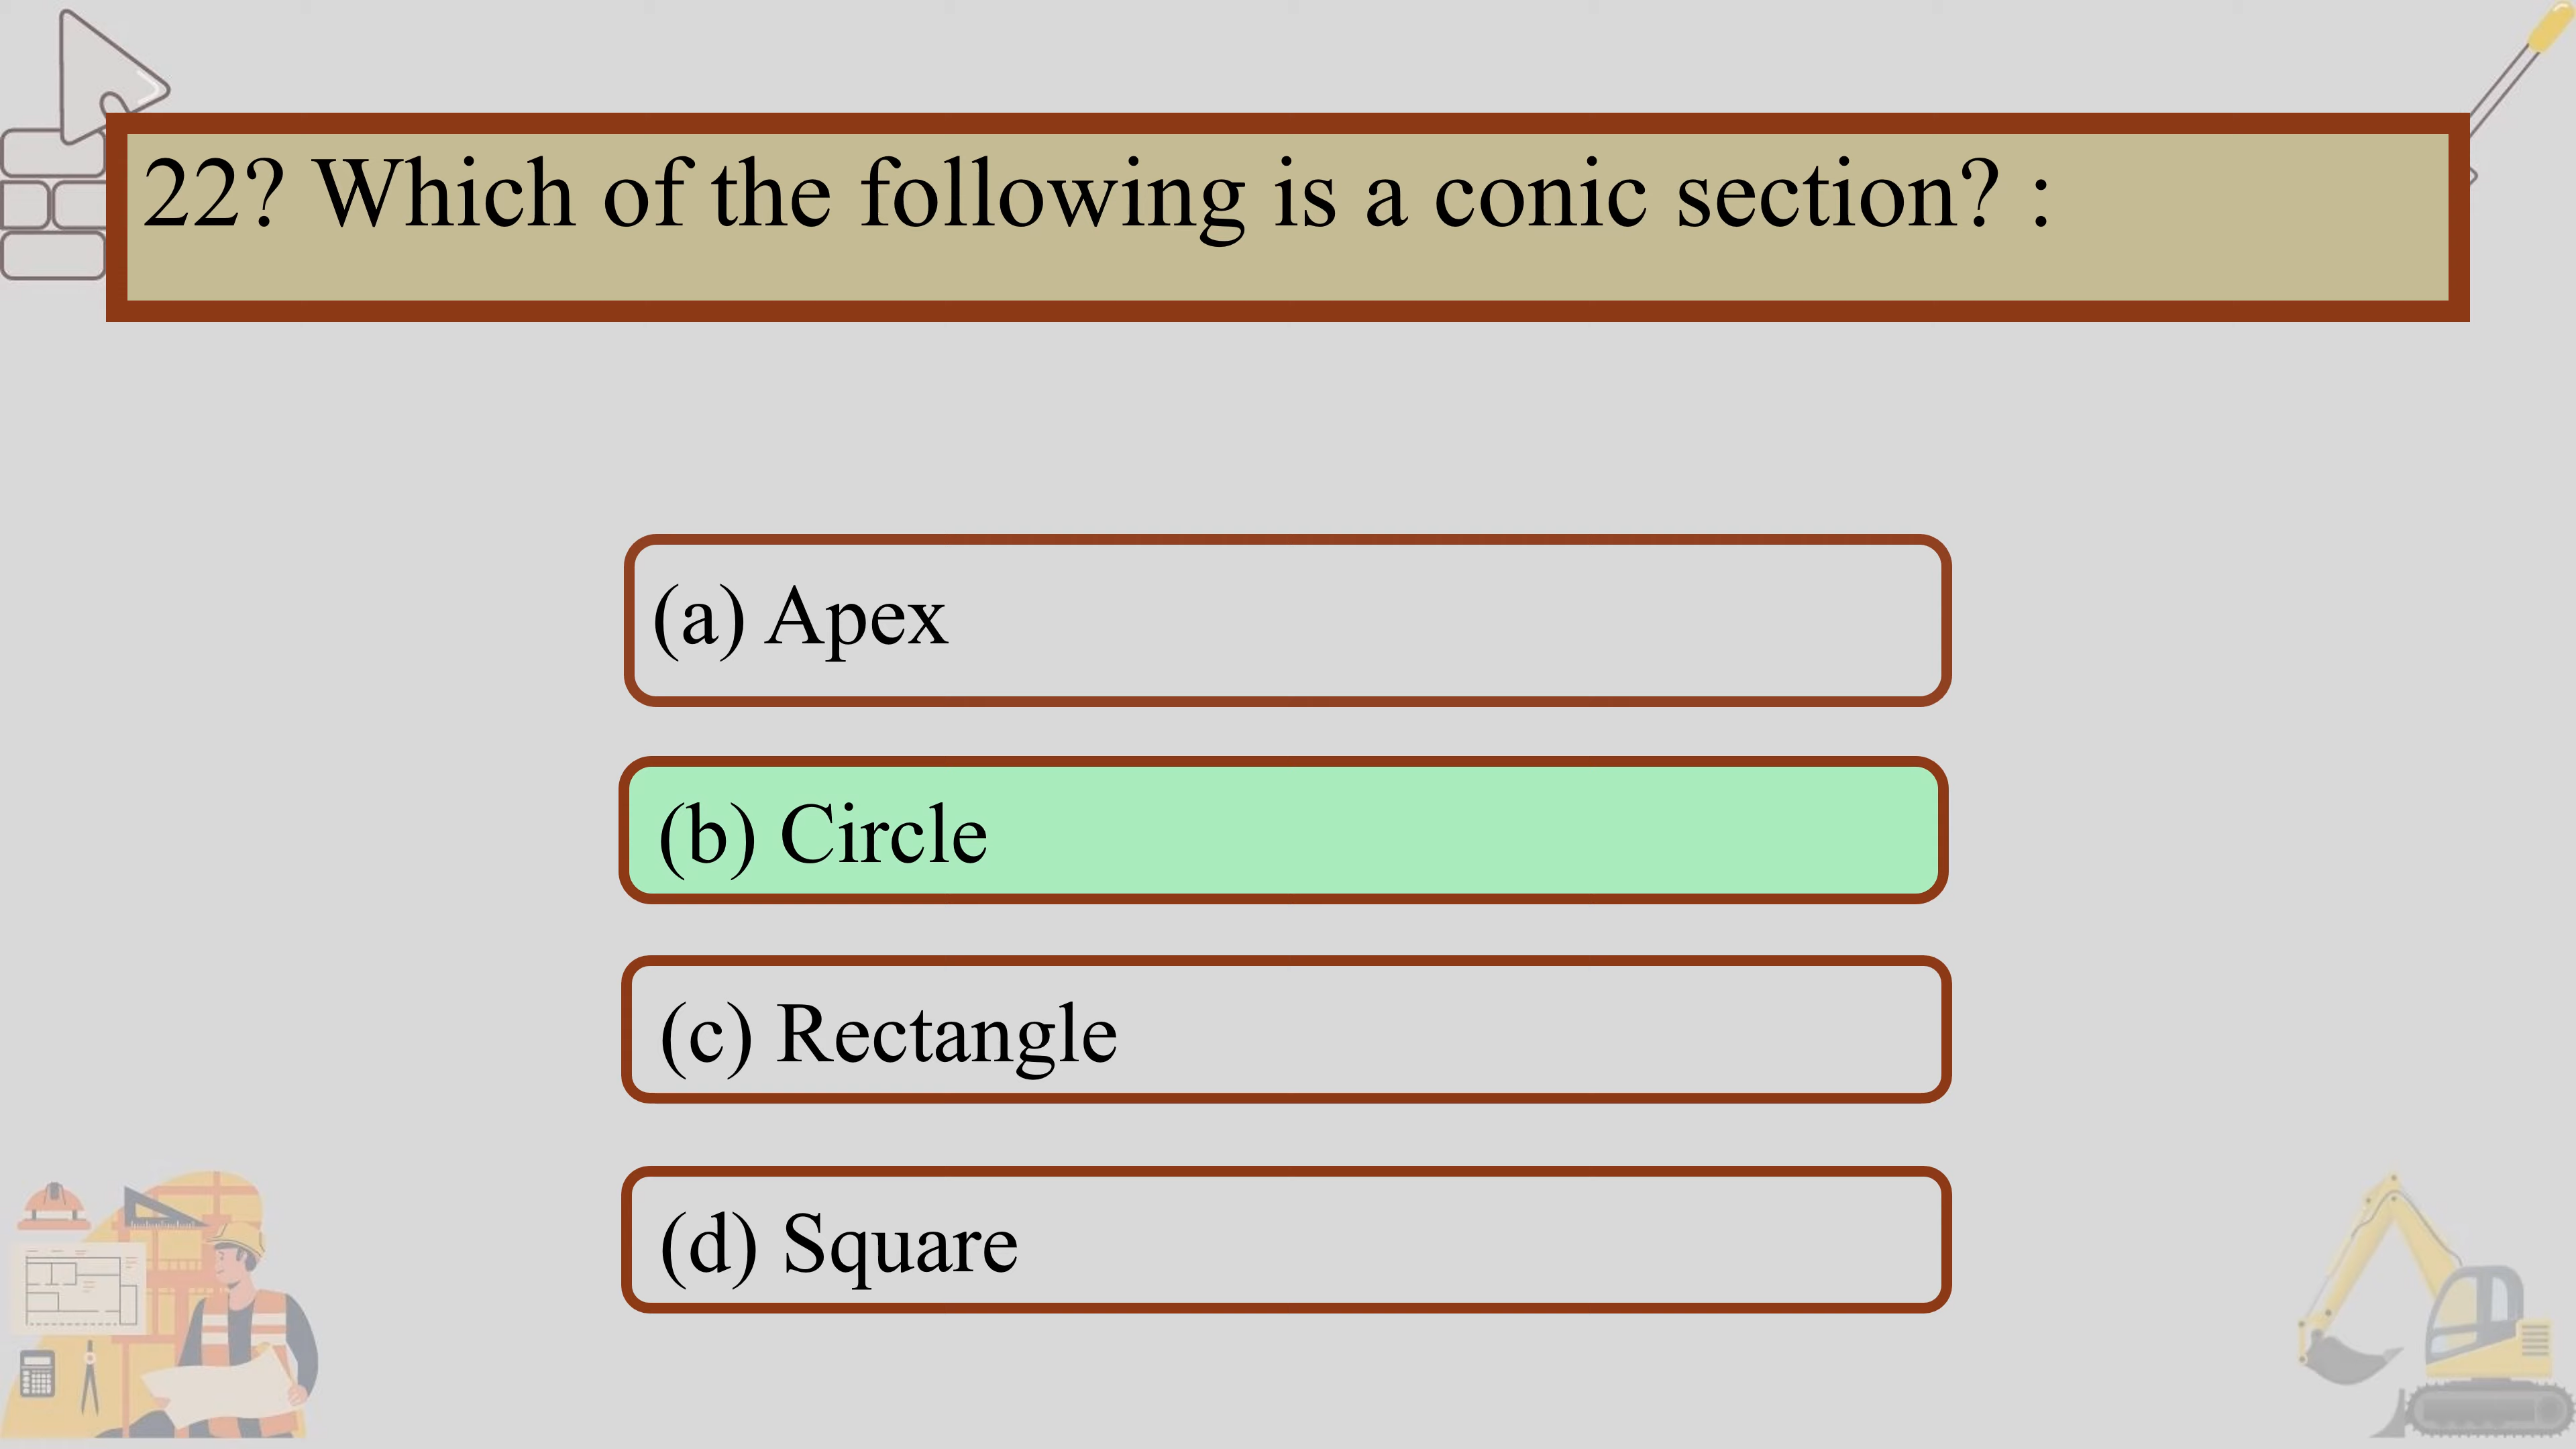 22? Which of the following is a conic section? :
(a) Apex
(b) Circle
(c) Rectangle
(d) Square